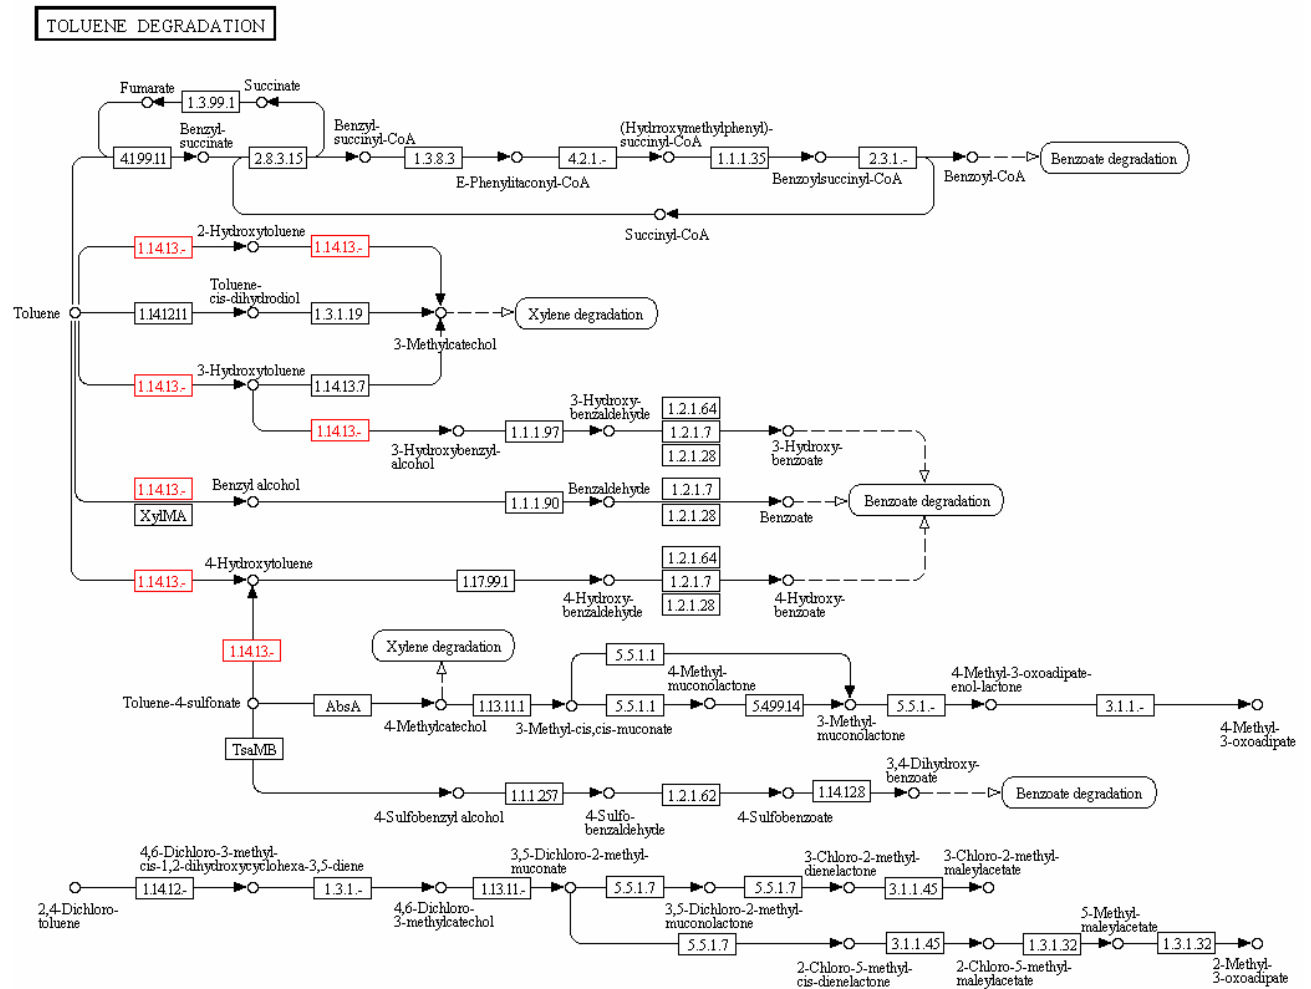 TOLUENE DEGRADATION
Fumarate
Succinate
1.3.99.1
Benzyl-
succinate
Benzyl-
succinyl-CoA
(Hydrroxymethylphenyl)-
succinyl-CoA
4.1.99.11
2.8.3.15
1.3.8.3
4.2.1.-
1.1.1.35
2.3.1.-
Benzoate degradation
E-Phenylitaconyl-CoA
Benzoylsuccinyl-CoA
Benzoyl-CoA
Succinyl-CoA
2-Hydroxytoluene
1.14.13.-
1.14.13.-
Toluene-
cis-dihydrodiol
Toluene
1.14.12.11
1.3.1.19
Xylene degradation
3-Methylcatechol
3-Hydroxytoluene
1.14.13.-
1.14.13.7
3-Hydroxy-
benzaldehyde
1.2.1.64
1.14.13.-
1.1.1.97
1.2.1.7
3-Hydroxybenzyl-
alcohol
1.2.1.28
3-Hydroxy-
benzoate
1.14.13.-
Benzyl alcohol
Benzaldehyde
1.2.1.7
XylMA
1.1.1.90
1.2.1.28
Benzoate
Benzoate degradation
4-Hydroxytoluene
1.2.1.64
1.14.13.-
1.17.99.1
1.2.1.7
4-Hydroxy-
benzaldehyde
1.2.1.28
4-Hydroxy-
benzoate
1.14.13.-
Xylene degradation
5.5.1.1
4-Methyl-
muconolactone
4-Methyl-3-oxoadipate-
enol-lactone
Toluene-4-sulfonate
AbsA
1.13.11.1
5.5.1.1
5.4.99.14
5.5.1.-
3.1.1.-
4-Methylcatechol
3-Methyl-cis,cis-muconate
3-Methyl-
muconolactone
4-Methyl-
3-oxoadipate
TsaMB
3,4-Dihydroxy-
benzoate
1.1.1.257
1.2.1.62
1.14.12.8
Benzoate degradation
4-Sulfobenzyl alcohol
4-Sulfo-
benzaldehyde
4-Sulfobenzoate
4,6-Dichloro-3-methyl-
cis-1,2-dihydroxycyclohexa-3,5-diene
3,5-Dichloro-2-methyl-
muconate
3-Chloro-2-methyl-
dienelactone
3-Chloro-2-methyl-
maleylacetate
1.14.12.-
1.3.1.-
1.13.11.-
5.5.1.7
5.5.1.7
3.1.1.45
2,4-Dichloro-
toluene
4,6-Dichloro-
3-methylcatechol
3,5-Dichloro-2-methyl-
muconolactone
5-Methyl-
maleylacetate
5.5.1.7
3.1.1.45
1.3.1.32
1.3.1.32
2-Chloro-5-methyl-
cis-dienelactone
2-Chloro-5-methyl-
maleylacetate
2-Methyl-
3-oxoadipate